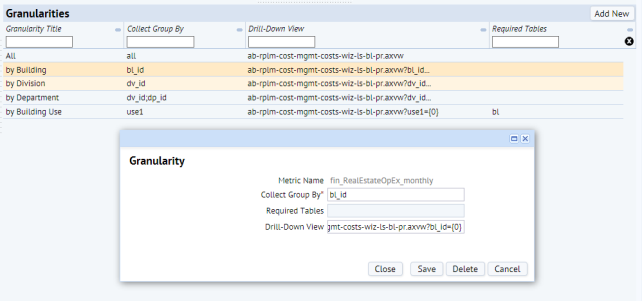 Granularities Add New
Granularity Title Collect Group By Drill-Down View Required Tables
All all ab-rplm-cost-mgmt-costs-wiz-ls-bl-pr.axvw
by Building bl_id ab-rplm-cost-mgmt-costs-wiz-ls-bl-pr.axvw?bl_id...
by Division dv_id ab-rplm-cost-mgmt-costs-wiz-ls-bl-pr.axvw?dv_id...
by Department dv_id;dp_id ab-rplm-cost-mgmt-costs-wiz-ls-bl-pr.axvw?dv_id...
by Building Use use1 ab-rplm-cost-mgmt-costs-wiz-ls-bl-pr.axvw?use1={0} bl
Granularity
Metric Name fin_RealEstateOpEx_monthly
Collect Group By* bl_id
Required Tables
Drill-Down View gmt-costs-wiz-ls-bl-pr.axvw?bl_id={0}
Close Save Delete Cancel